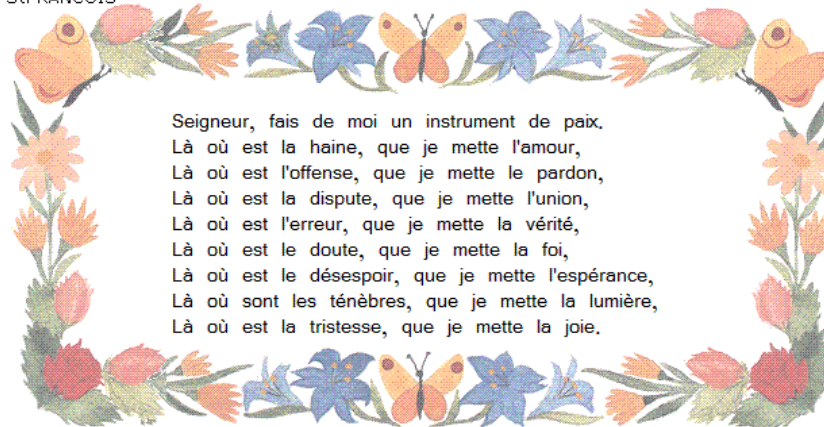 StFRANCOIS
Seigneur, fais de moi un instrument de paix.
Là où est la haine, que je mette l'amour,
Là où est l'offense, que je mette le pardon,
Là où est la dispute, que je mette l'union,
Là où est l'erreur, que je mette la vérité,
Là où est le doute, que je mette la foi,
Là où est le désespoir, que je mette l'espérance,
Là où sont les ténèbres, que je mette la lumière,
Là où est la tristesse, que je mette la joie.